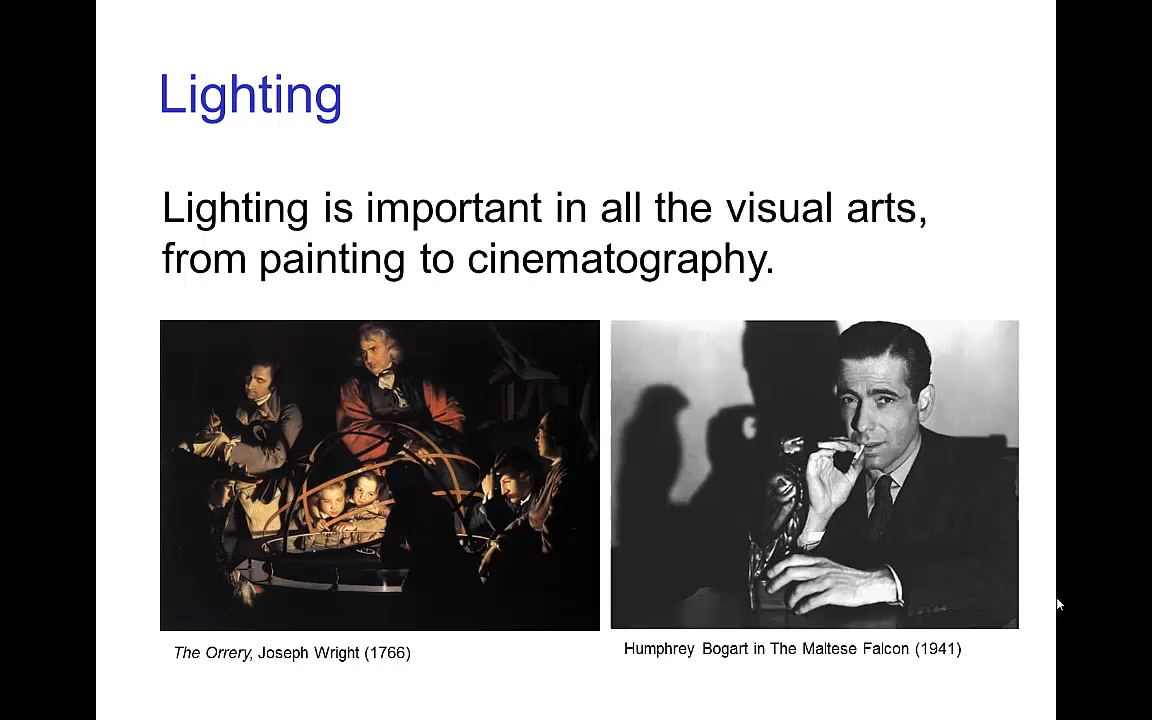 Lighting
Lighting is important in all the visual arts,
from painting to cinematography.
The Orrery, Joseph Wright (1766)
Humphrey Bogart in The Maltese Falcon (1941)